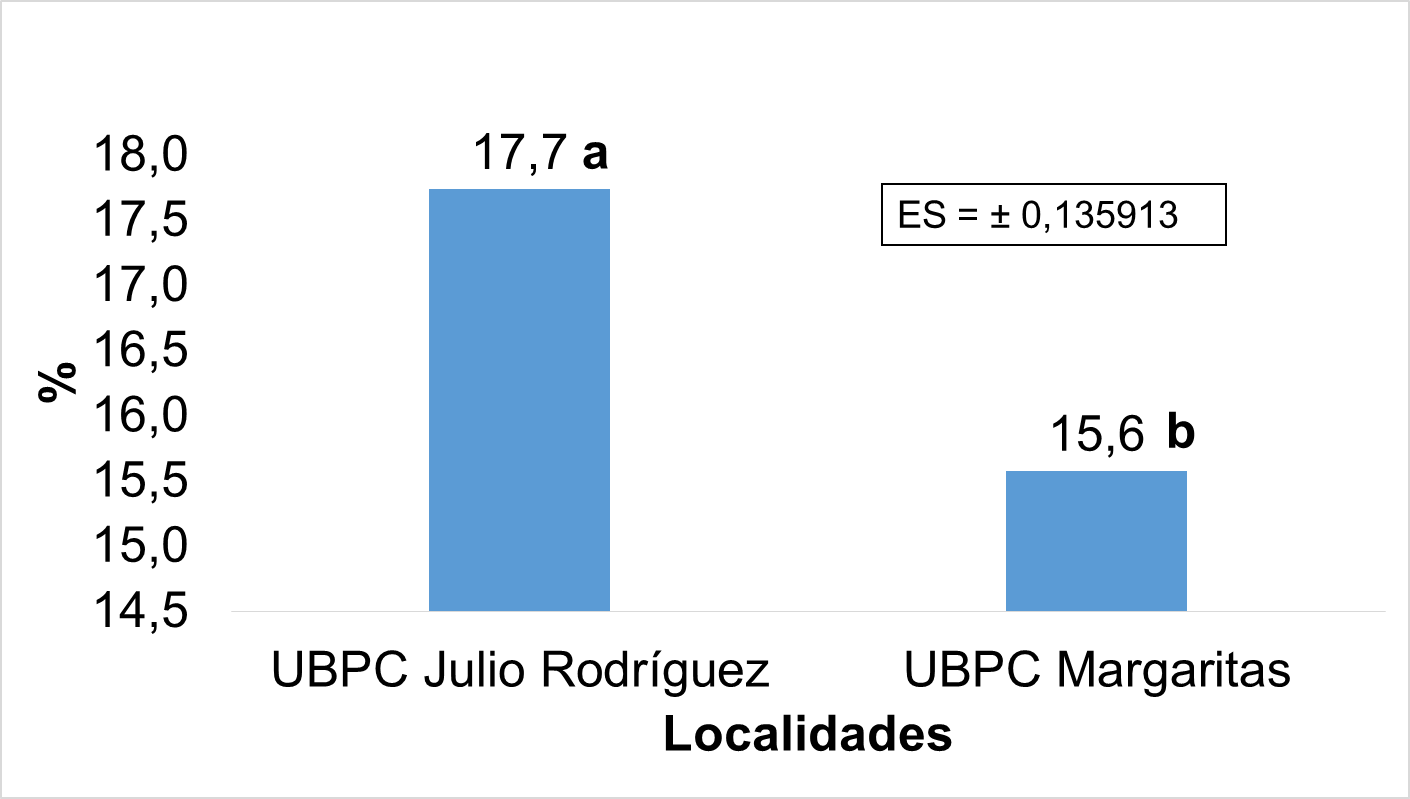 18,0
17,5
17,0
16,5
16,0
15,5
15,0
14,5
%
17,7 a
ES = ± 0,135913
15,6 b
UBPC Julio Rodríguez
UBPC Margaritas
Localidades